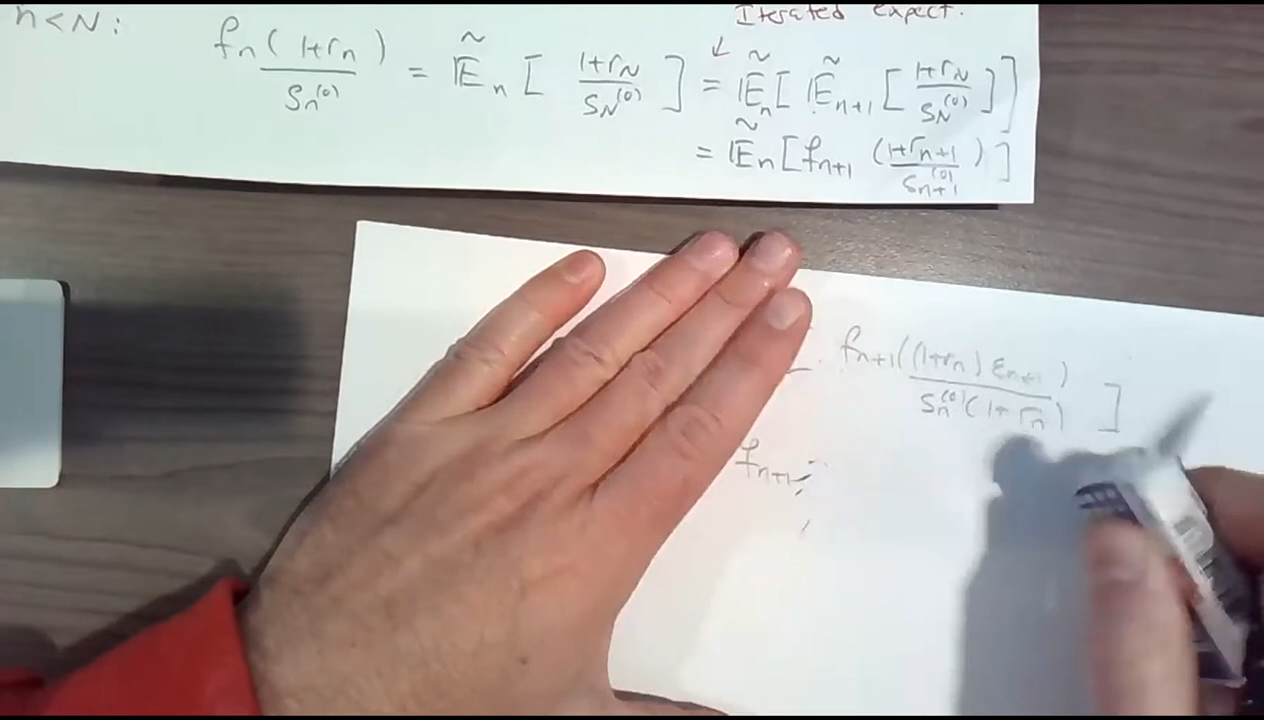 n<N:
Iterated expect.
fn(1+rn / Sn^(0)) = Ẽn[1+rN / SN^(0)] = Ẽn[Ẽn+1[1+rN / SN^(0)]]
= Ẽn[fn+1(1+rn+1 / Sn+1^(0))]
fn+1((1+rn)εn+1 / Sn^(0)(1+rn))]
fn+1